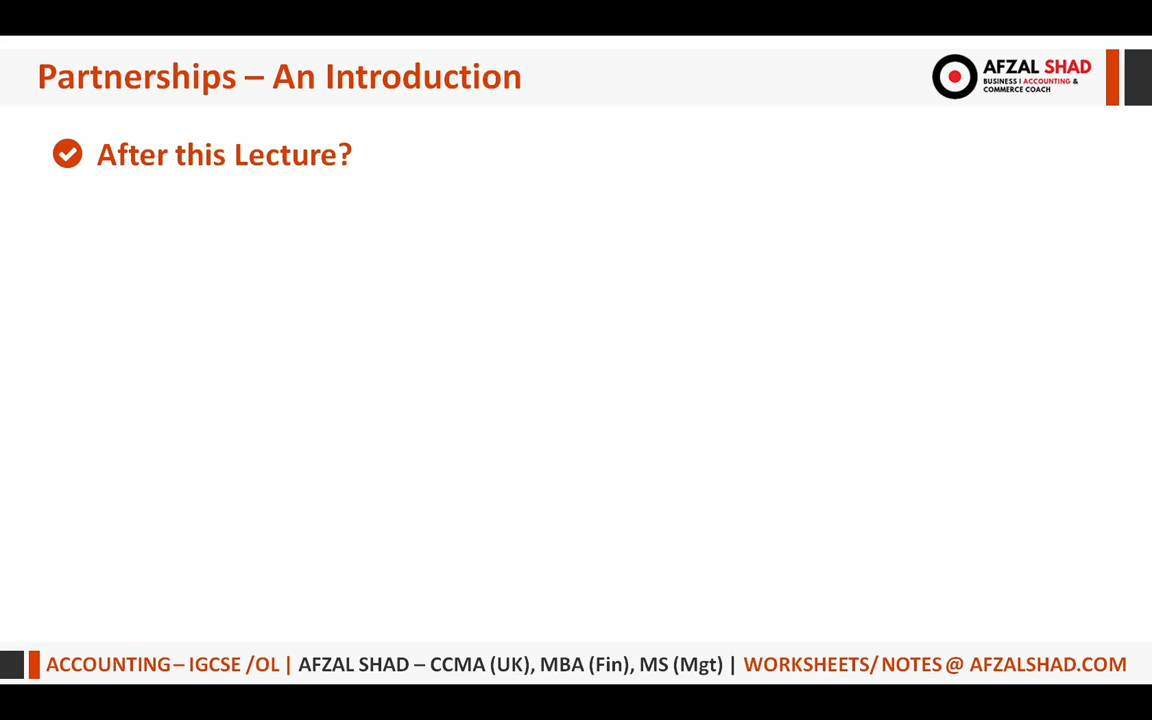 Partnerships – An Introduction
AFZAL SHAD
BUSINESS I ACCOUNTING &
COMMERCE COACH
After this Lecture?
ACCOUNTING – IGCSE /OL | AFZAL SHAD – CCMA (UK), MBA (Fin), MS (Mgt) | WORKSHEETS/ NOTES @ AFZALSHAD.COM